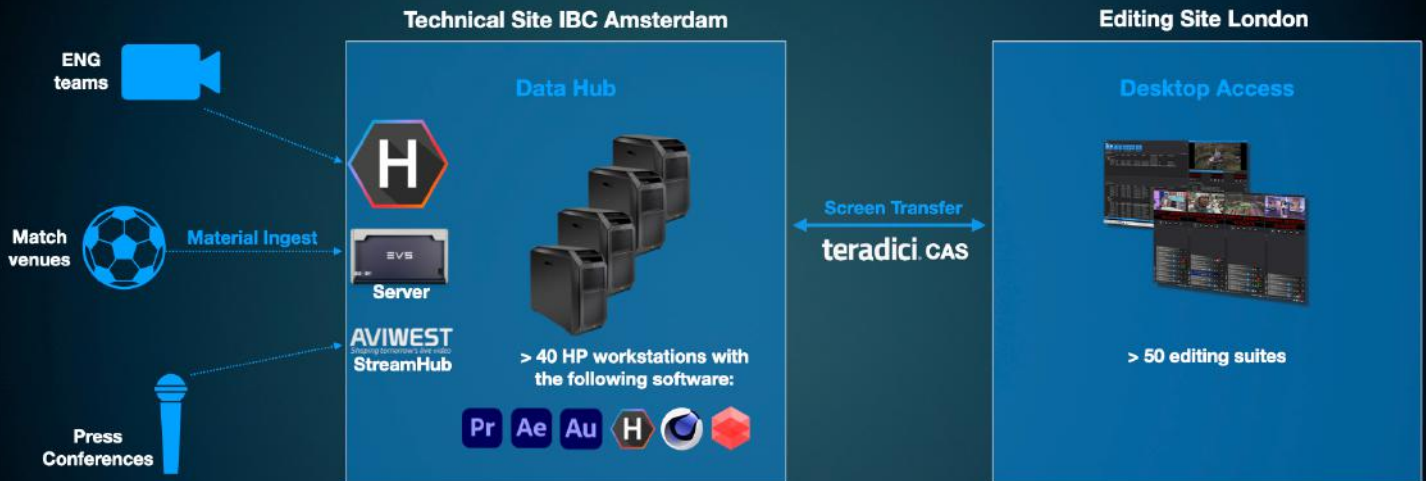 Technical Site IBC Amsterdam
Editing Site London
ENG
teams
Data Hub
Desktop Access
H
Match
venues
Material Ingest
EVS
Server
Screen Transfer
teradici. CAS
AVIWEST
Shaping tomorrow's live video
StreamHub
> 40 HP workstations with
the following software:
> 50 editing suites
Pr
Ae
Au
H
Press
Conferences